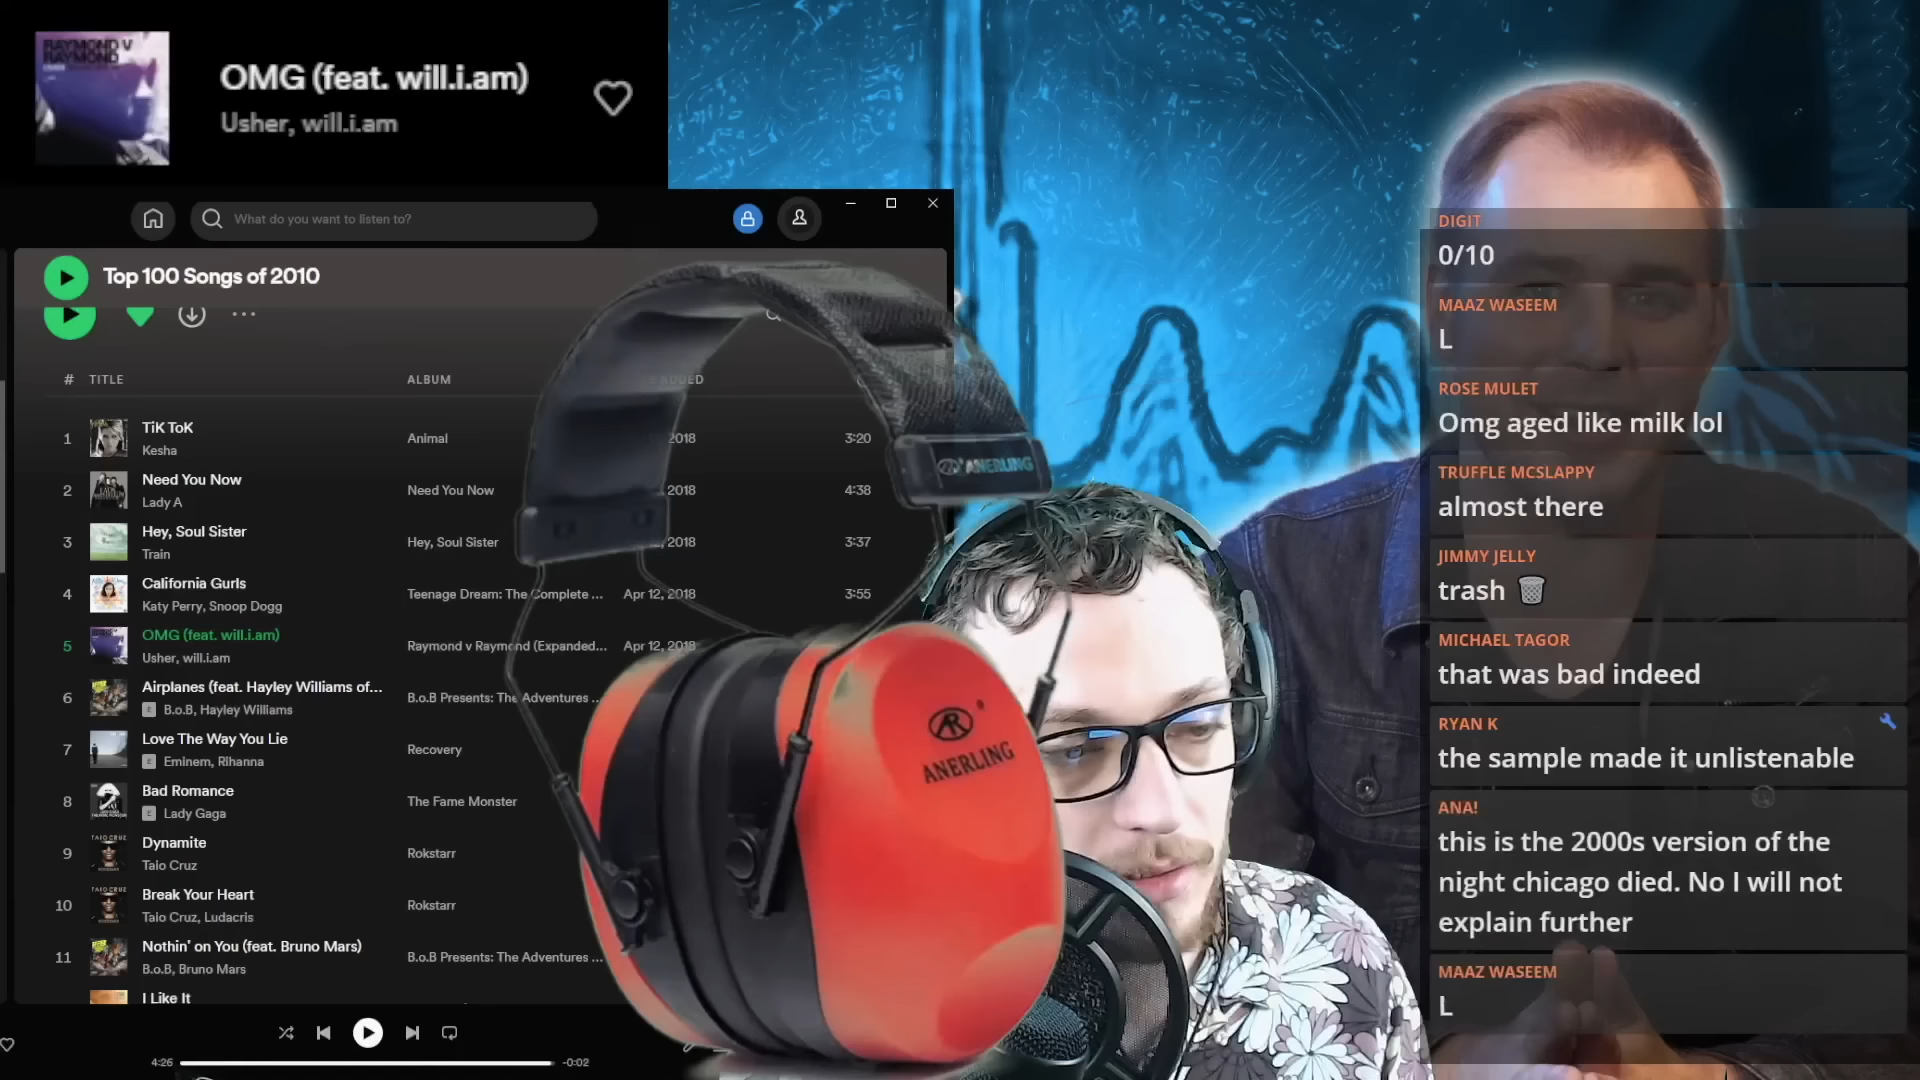 RAYMOND V
RAYMOND
OMG (feat. will.i.am)
Usher, will.i.am
What do you want to listen to?
Top 100 Songs of 2010
# TITLE ALBUM ADDED
1 TiK ToK Animal 2018 3:20
Kesha
2 Need You Now Need You Now 2018 4:38
Lady A
3 Hey, Soul Sister Hey, Soul Sister 2018 3:37
Train
4 California Gurls Teenage Dream: The Complete ... Apr 12, 2018 3:55
Katy Perry, Snoop Dogg
5 OMG (feat. will.i.am) Raymond v Raymond (Expanded... Apr 12, 2018
Usher, will.i.am
6 Airplanes (feat. Hayley Williams of... B.o.B Presents: The Adventures ...
E B.o.B, Hayley Williams
7 Love The Way You Lie Recovery
E Eminem, Rihanna
8 Bad Romance The Fame Monster
E Lady Gaga
9 Dynamite Rokstarr
Taio Cruz
10 Break Your Heart Rokstarr
Taio Cruz, Ludacris
11 Nothin' on You (feat. Bruno Mars) B.o.B Presents: The Adventures ...
B.o.B, Bruno Mars
I Like It
4:26 -0:02
ANERLING
AR
ANERLING
DIGIT
0/10
MAAZ WASEEM
L
ROSE MULET
Omg aged like milk lol
TRUFFLE MCSLAPPY
almost there
JIMMY JELLY
trash
MICHAEL TAGOR
that was bad indeed
RYAN K
the sample made it unlistenable
ANA!
this is the 2000s version of the
night chicago died. No I will not
explain further
MAAZ WASEEM
L